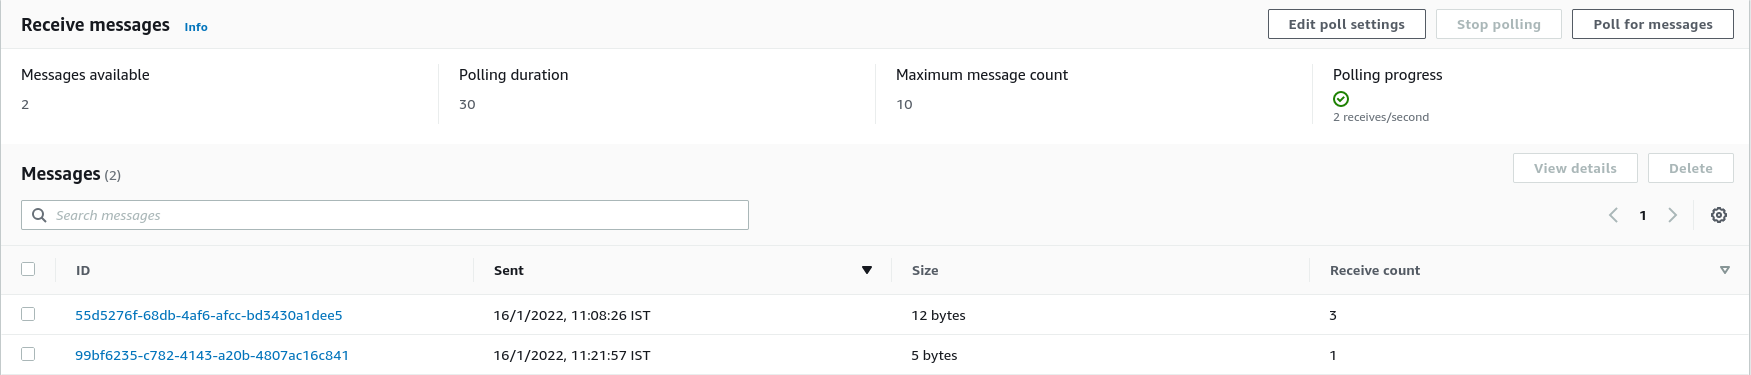 Receive messages Info Edit poll settings Stop polling Poll for messages
Messages available Polling duration Maximum message count Polling progress
2 30 10
2 receives/second
Messages (2) View details Delete
Search messages 1
ID Sent Size Receive count
55d5276f-68db-4af6-afcc-bd3430a1dee5 16/1/2022, 11:08:26 IST 12 bytes 3
99bf6235-c782-4143-a20b-4807ac16c841 16/1/2022, 11:21:57 IST 5 bytes 1